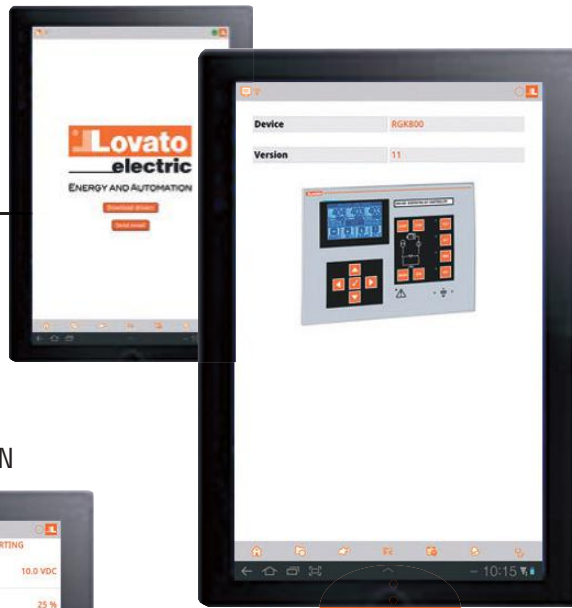 Lovato
electric
ENERGY AND AUTOMATION
Download drivers
Send email
Device RGK800
Version 11
10:15
N
RTING
10.0 VDC
25 %